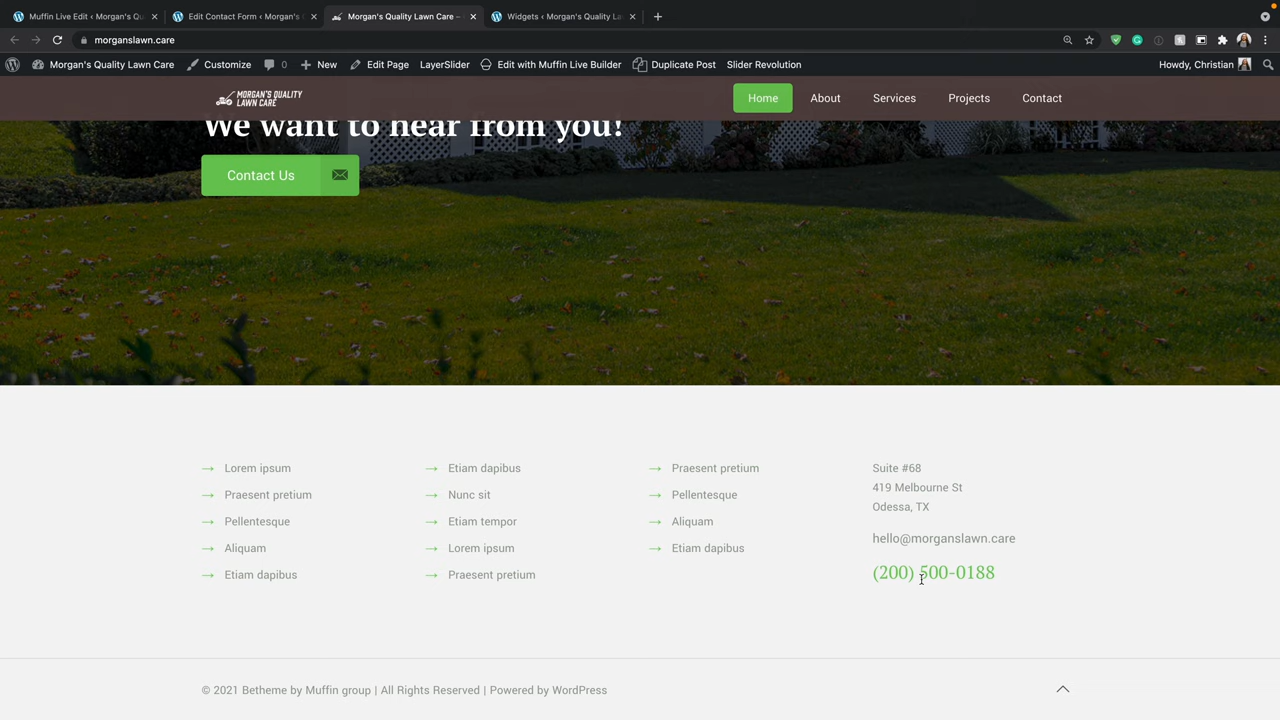 Muffin Live Edit ‹ Morgan's Qu
Edit Contact Form ‹ Morgan's
Morgan's Quality Lawn Care –
Widgets ‹ Morgan's Quality La
morganslawn.care
Morgan's Quality Lawn Care
Customize
0
New
Edit Page
LayerSlider
Edit with Muffin Live Builder
Duplicate Post
Slider Revolution
Howdy, Christian
MORGAN'S QUALITY
LAWN CARE
Home
About
Services
Projects
Contact
We want to hear from you!
Contact Us
Lorem ipsum
Praesent pretium
Pellentesque
Aliquam
Etiam dapibus
Etiam dapibus
Nunc sit
Etiam tempor
Lorem ipsum
Praesent pretium
Praesent pretium
Pellentesque
Aliquam
Etiam dapibus
Suite #68
419 Melbourne St
Odessa, TX
hello@morganslawn.care
(200) 500-0188
© 2021 Betheme by Muffin group | All Rights Reserved | Powered by WordPress